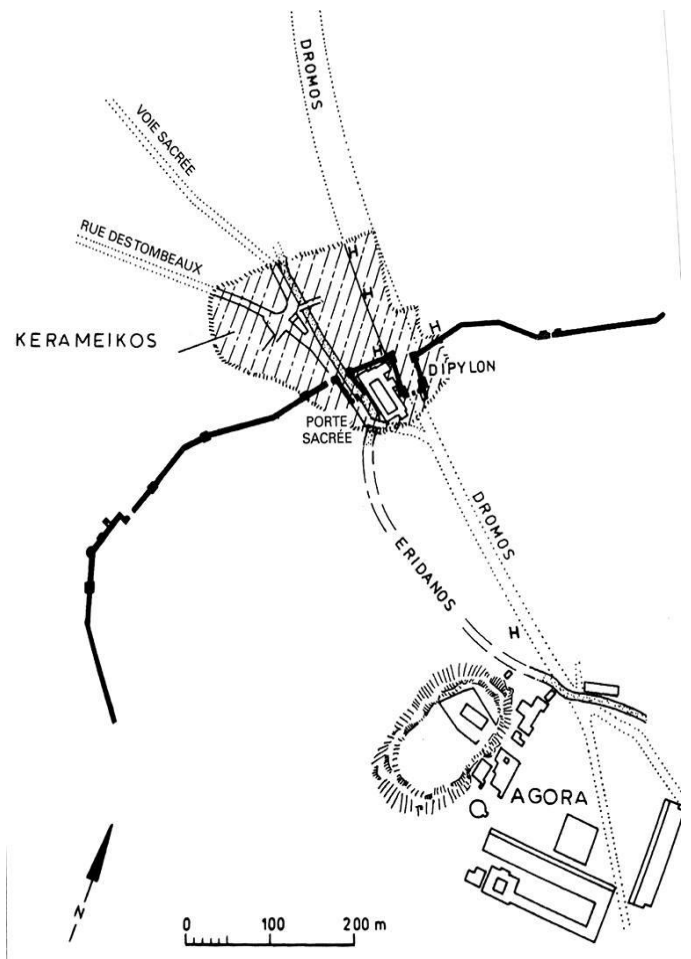 DROMOS
VOIE SACRÉE
RUE DES TOMBEAUX
H
H
H
KERAMEIKOS
H
DIPYLON
PORTE
SACRÉE
DROMOS
ERIDANOS
H
AGORA
N
0 100 200 m